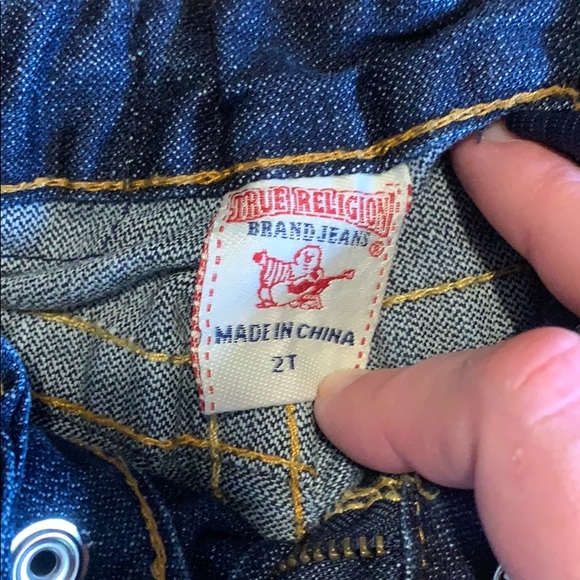 TRUE RELIGION
BRAND JEANS ®
MADE IN CHINA
2T